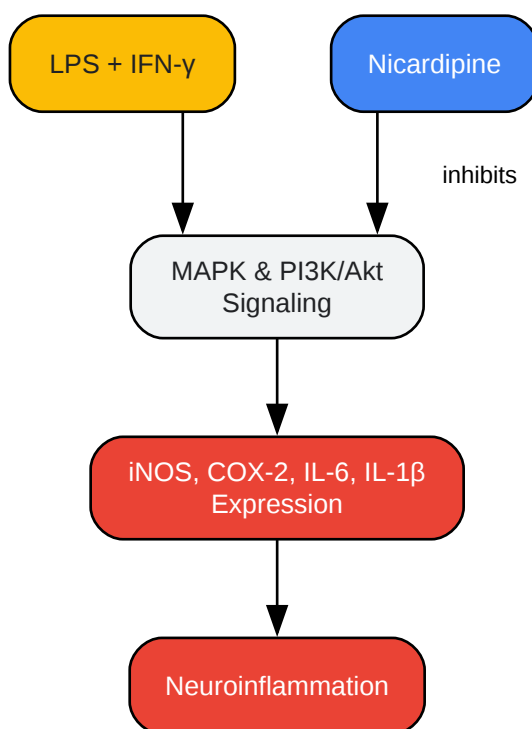 LPS + IFN-γ
Nicardipine
inhibits
MAPK & PI3K/Akt
Signaling
iNOS, COX-2, IL-6, IL-1β
Expression
Neuroinflammation